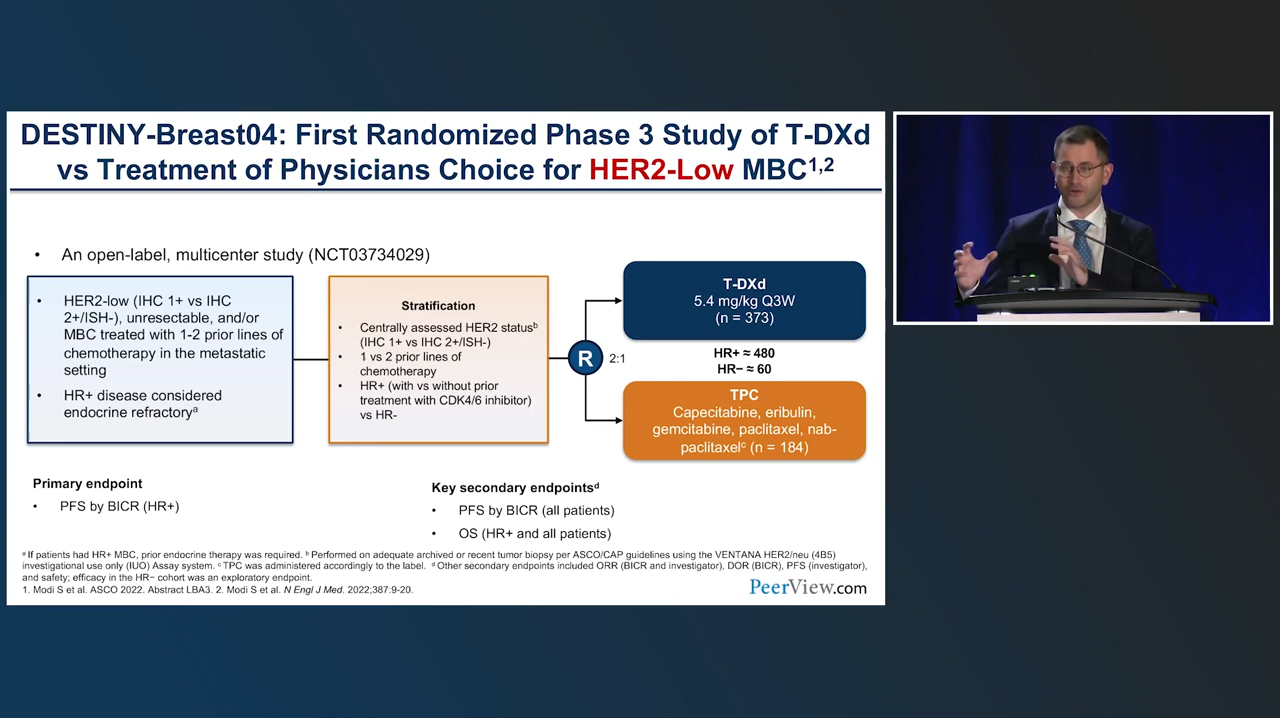 DESTINY-Breast04: First Randomized Phase 3 Study of T-DXd
vs Treatment of Physicians Choice for HER2-Low MBC1,2
• An open-label, multicenter study (NCT03734029)
• HER2-low (IHC 1+ vs IHC
2+/ISH-), unresectable, and/or
MBC treated with 1-2 prior lines of
chemotherapy in the metastatic
setting
• HR+ disease considered
endocrine refractorya
Stratification
• Centrally assessed HER2 statusb
(IHC 1+ vs IHC 2+/ISH-)
• 1 vs 2 prior lines of
chemotherapy
• HR+ (with vs without prior
treatment with CDK4/6 inhibitor)
vs HR-
R
2:1
T-DXd
5.4 mg/kg Q3W
(n = 373)
HR+ ≈ 480
HR− ≈ 60
TPC
Capecitabine, eribulin,
gemcitabine, paclitaxel, nab-
paclitaxelc (n = 184)
Primary endpoint
• PFS by BICR (HR+)
Key secondary endpointsd
• PFS by BICR (all patients)
• OS (HR+ and all patients)
a If patients had HR+ MBC, prior endocrine therapy was required. b Performed on adequate archived or recent tumor biopsy per ASCO/CAP guidelines using the VENTANA HER2/neu (4B5)
investigational use only (IUO) Assay system. c TPC was administered accordingly to the label. d Other secondary endpoints included ORR (BICR and investigator), DOR (BICR), PFS (investigator),
and safety; efficacy in the HR− cohort was an exploratory endpoint.
1. Modi S et al. ASCO 2022. Abstract LBA3. 2. Modi S et al. N Engl J Med. 2022;387:9-20.
PeerView.com